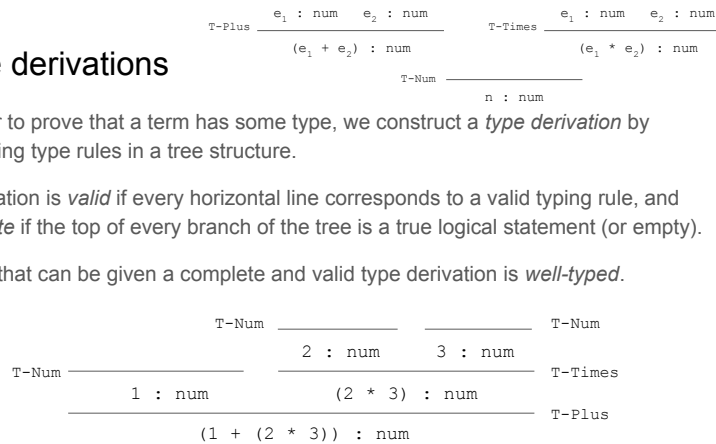 T-Plus e₁ : num e₂ : num
(e₁ + e₂) : num
T-Times e₁ : num e₂ : num
(e₁ * e₂) : num
T-Num
n : num
derivations
to prove that a term has some type, we construct a type derivation by
type rules in a tree structure.
is valid if every horizontal line corresponds to a valid typing rule, and
if the top of every branch of the tree is a true logical statement (or empty).
that can be given a complete and valid type derivation is well-typed.
T-Num T-Num
2 : num 3 : num
T-Num T-Times
1 : num (2 * 3) : num
T-Plus
(1 + (2 * 3)) : num